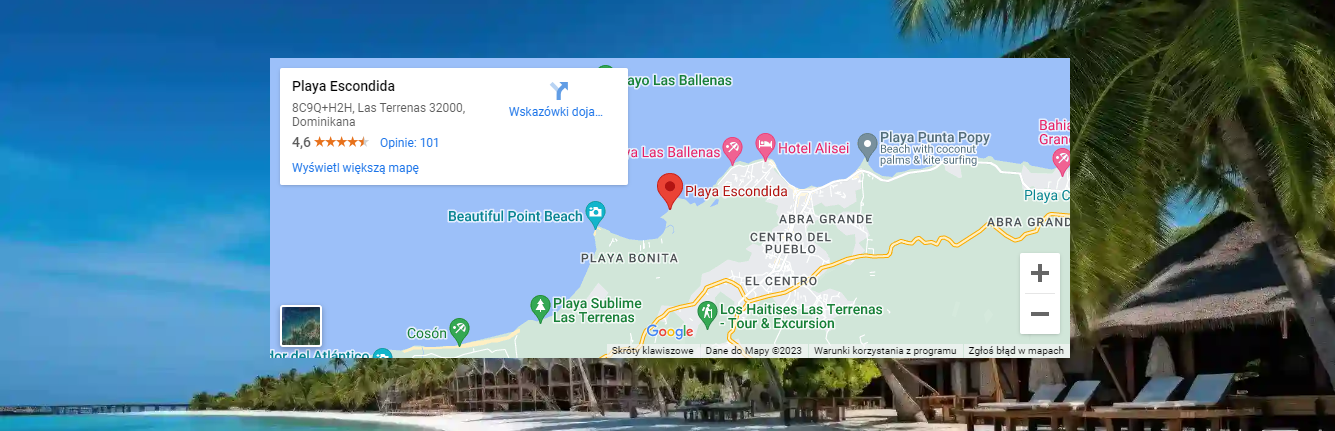 Playa Escondida
8C9Q+H2H, Las Terrenas 32000,
Dominikana
Wskazówki doja...
4,6
Opinie: 101
Wyświetl większą mapę
ayo Las Ballenas
ya Las Ballenas
Hotel Alisei
Playa Punta Popy
Beach with coconut
palms & kite surfing
Bahia
Gran
Playa Escondida
Playa C
Beautiful Point Beach
ABRA GRANDE
ABRA GRAND
CENTRO DEL
PUEBLO
PLAYA BONITA
EL CENTRO
Playa Sublime
Las Terrenas
Los Haitises Las Terrenas
- Tour & Excursion
Cosón
Google
dor del Atlántico
Skróty klawiszowe
Dane do Mapy ©2023
Warunki korzystania z programu
Zgłoś błąd w mapach